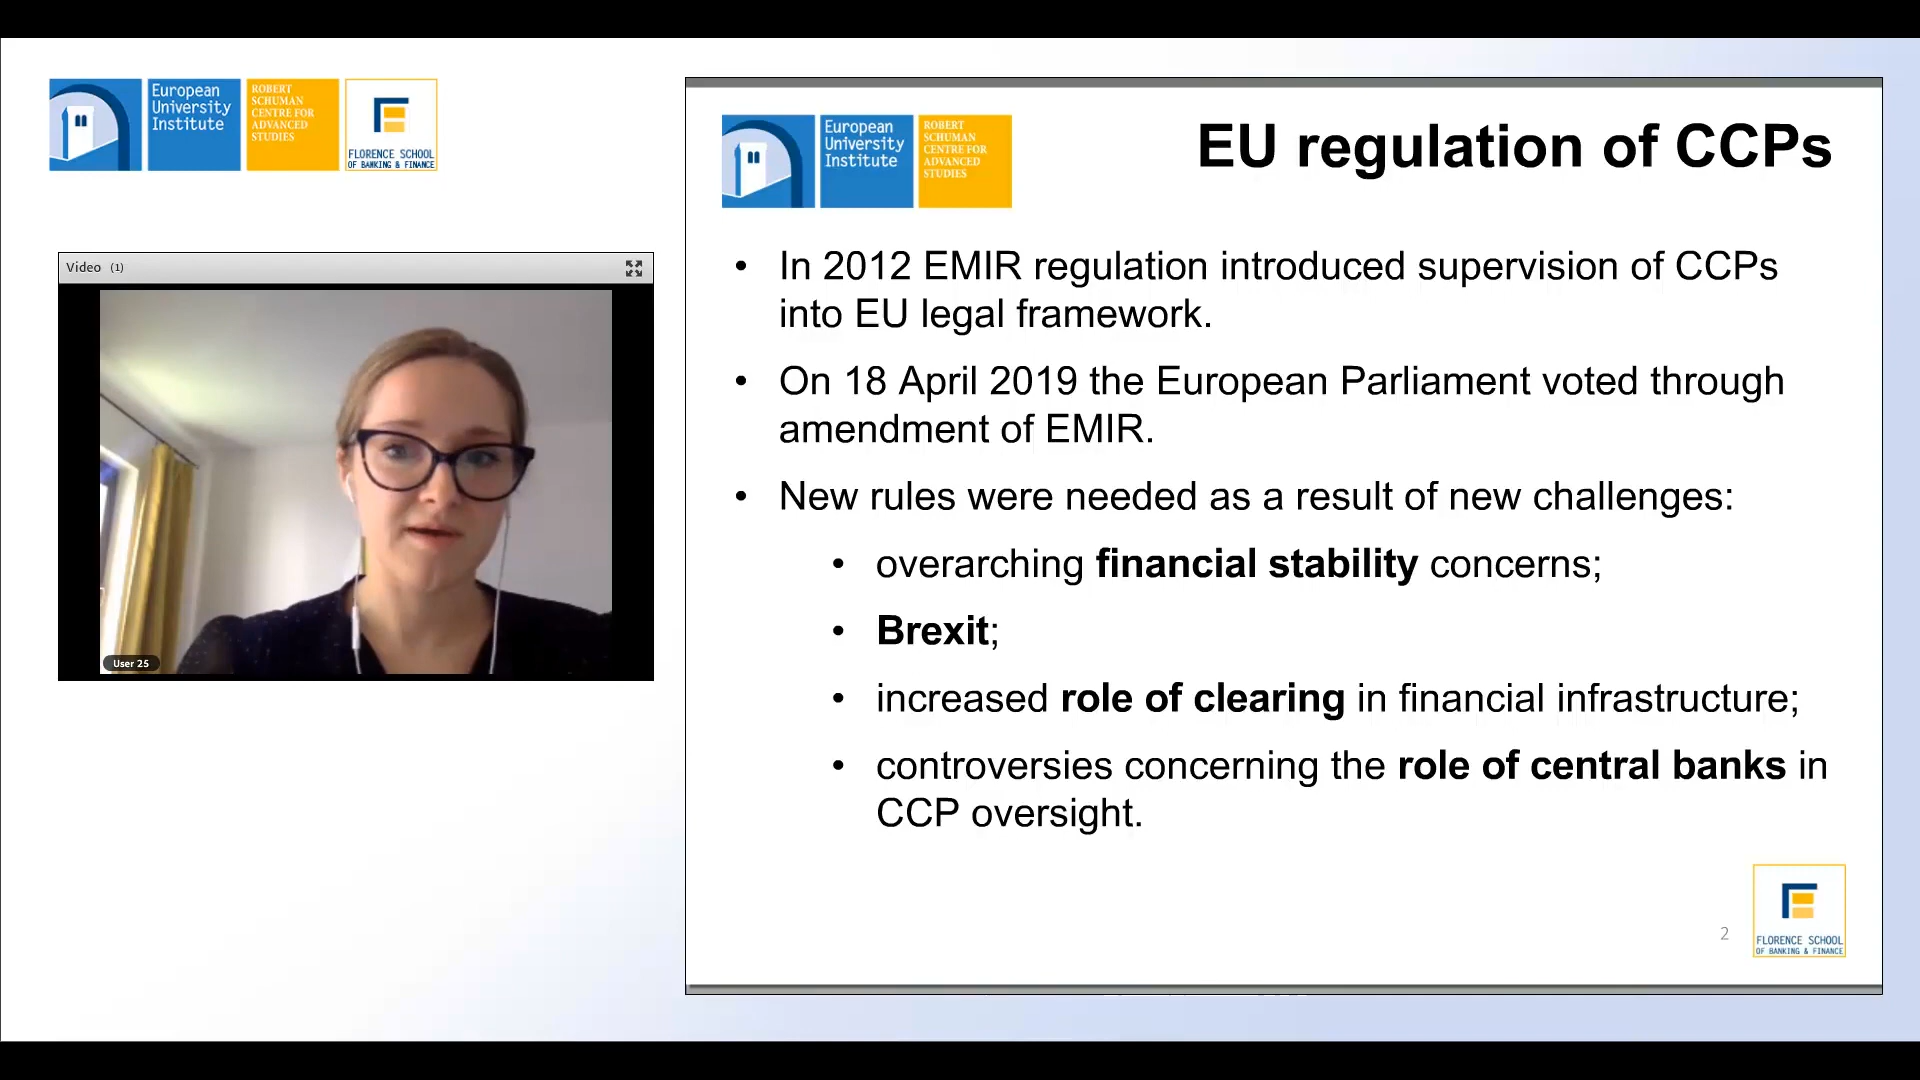 European
University
Institute
ROBERT
SCHUMAN
CENTRE FOR
ADVANCED
STUDIES
FLORENCE SCHOOL
OF BANKING & FINANCE
Video (1)
User 25
European
University
Institute
ROBERT
SCHUMAN
CENTRE FOR
ADVANCED
STUDIES
EU regulation of CCPs
• In 2012 EMIR regulation introduced supervision of CCPs
into EU legal framework.
• On 18 April 2019 the European Parliament voted through
amendment of EMIR.
• New rules were needed as a result of new challenges:
• overarching financial stability concerns;
• Brexit;
• increased role of clearing in financial infrastructure;
• controversies concerning the role of central banks in
CCP oversight.
2
FLORENCE SCHOOL
OF BANKING & FINANCE